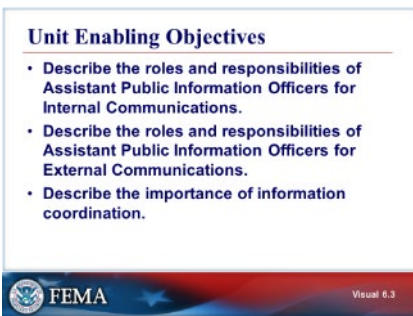 Unit Enabling Objectives
• Describe the roles and responsibilities of
Assistant Public Information Officers for
Internal Communications.
• Describe the roles and responsibilities of
Assistant Public Information Officers for
External Communications.
• Describe the importance of information
coordination.
FEMA
Visual 6.3